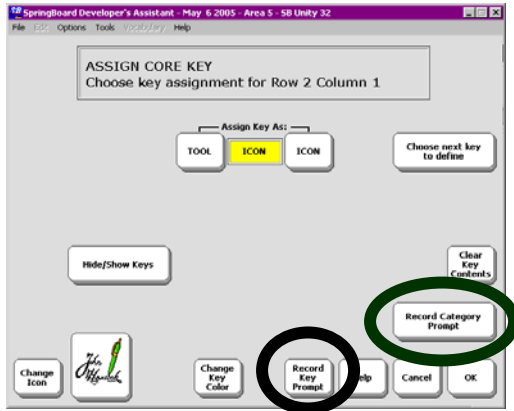 SpringBoard Developer's Assistant - May 6 2005 - Area 5 - SB Unity 32
File Edit Options Tools Vocabulary Help
ASSIGN CORE KEY
Choose key assignment for Row 2 Column 1
Assign Key As:
TOOL
ICON
ICON
Choose next key
to define
Hide/Show Keys
Clear
Key
Contents
Record Category
Prompt
Change
Icon
John
Hancock
Change
Key
Color
Record
Key
Prompt
elp
Cancel
OK